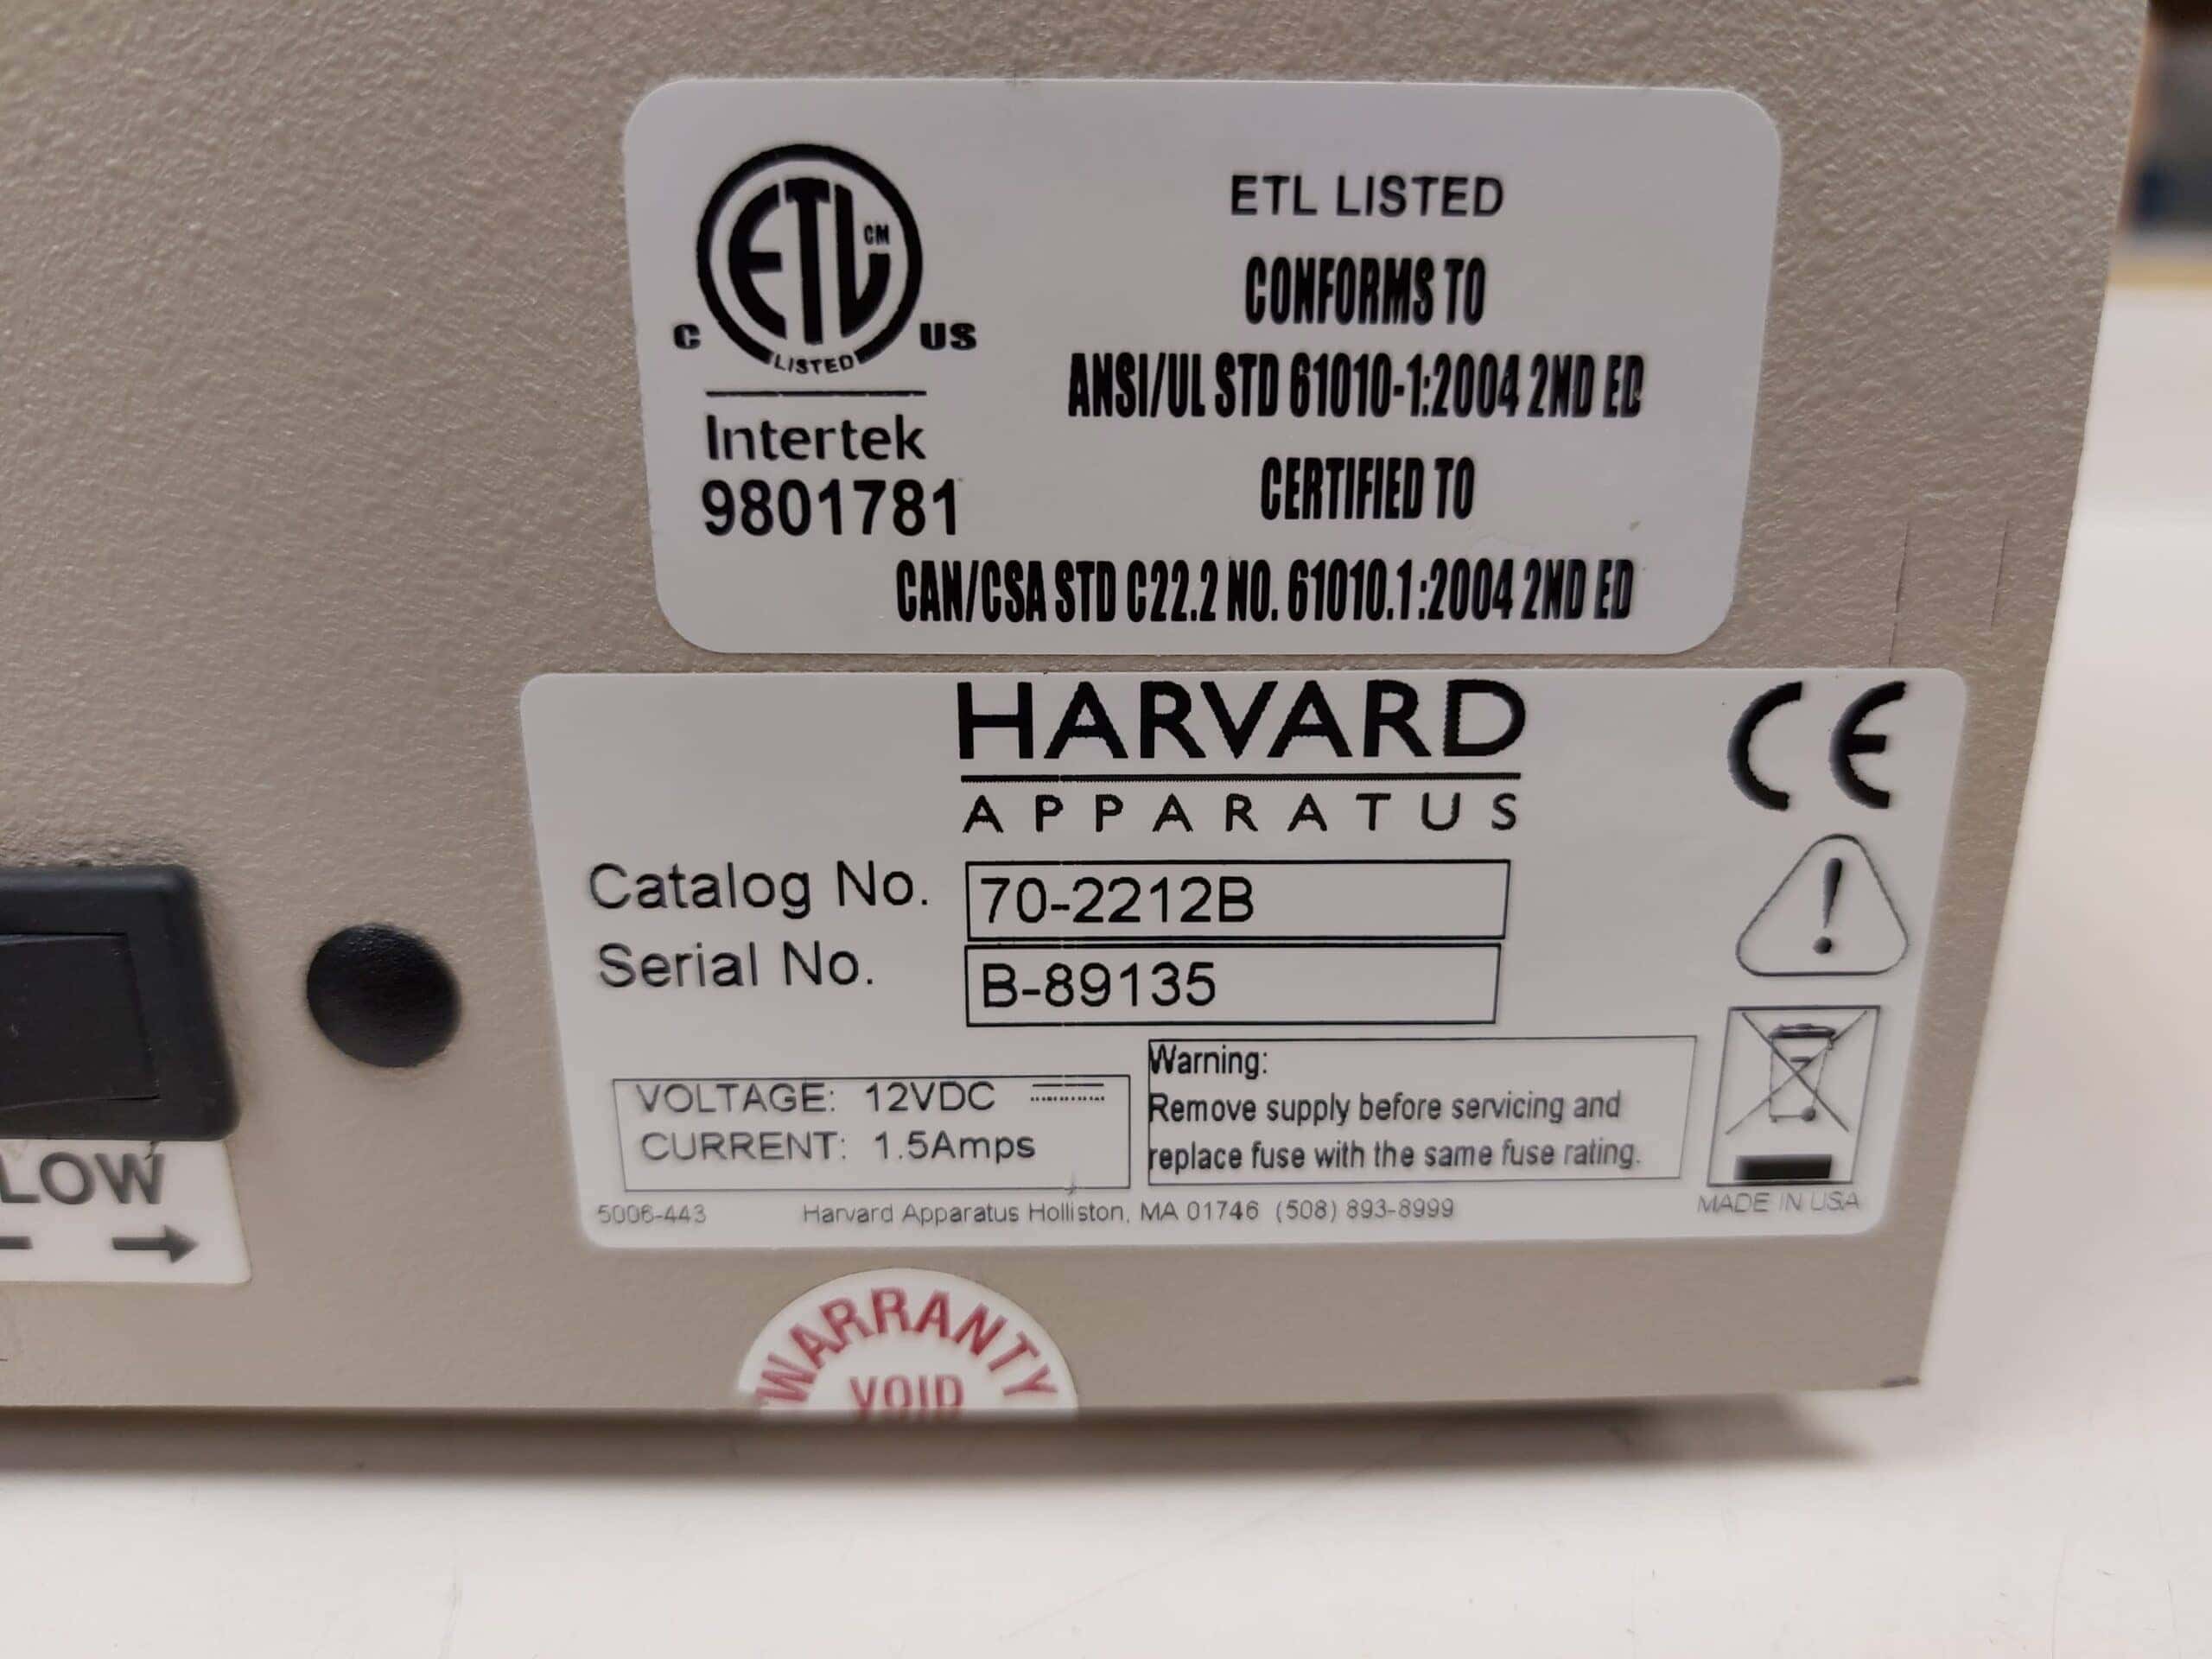 ETL CM
LISTED
C US
Intertek
9801781
ETL LISTED
CONFORMS TO
ANSI/UL STD 61010-1:2004 2ND ED
CERTIFIED TO
CAN/CSA STD C22.2 NO. 61010.1:2004 2ND ED
HARVARD
APPARATUS
CE
Catalog No. 70-2212B
Serial No. B-89135
VOLTAGE: 12VDC
CURRENT: 1.5Amps
Warning:
Remove supply before servicing and
replace fuse with the same fuse rating.
5006-443 Harvard Apparatus Holliston, MA 01746 (508) 893-8999
MADE IN USA
LOW
WARRANTY
VOID